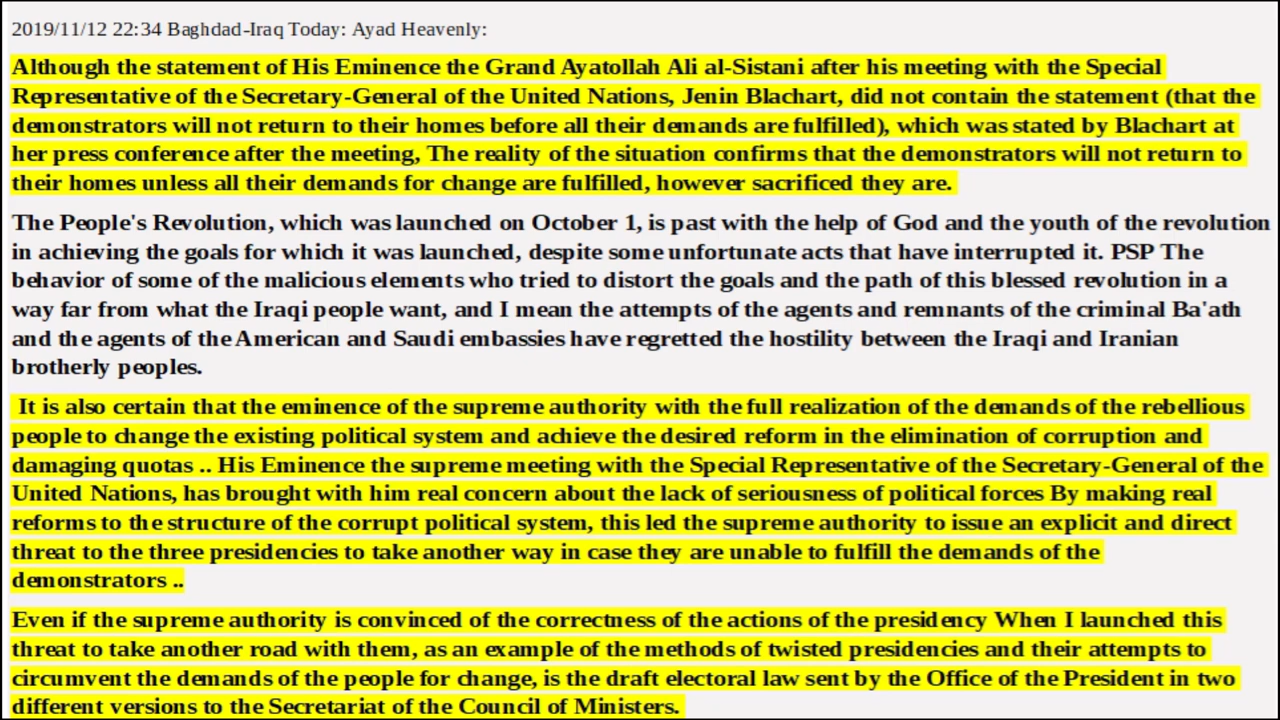 2019/11/12 22:34 Baghdad-Iraq Today: Ayad Heavenly:
Although the statement of His Eminence the Grand Ayatollah Ali al-Sistani after his meeting with the Special
Representative of the Secretary-General of the United Nations, Jenin Blachart, did not contain the statement (that the
demonstrators will not return to their homes before all their demands are fulfilled), which was stated by Blachart at
her press conference after the meeting, The reality of the situation confirms that the demonstrators will not return to
their homes unless all their demands for change are fulfilled, however sacrificed they are.
The People's Revolution, which was launched on October 1, is past with the help of God and the youth of the revolution
in achieving the goals for which it was launched, despite some unfortunate acts that have interrupted it. PSP The
behavior of some of the malicious elements who tried to distort the goals and the path of this blessed revolution in a
way far from what the Iraqi people want, and I mean the attempts of the agents and remnants of the criminal Ba'ath
and the agents of the American and Saudi embassies have regretted the hostility between the Iraqi and Iranian
brotherly peoples.
It is also certain that the eminence of the supreme authority with the full realization of the demands of the rebellious
people to change the existing political system and achieve the desired reform in the elimination of corruption and
damaging quotas .. His Eminence the supreme meeting with the Special Representative of the Secretary-General of the
United Nations, has brought with him real concern about the lack of seriousness of political forces By making real
reforms to the structure of the corrupt political system, this led the supreme authority to issue an explicit and direct
threat to the three presidencies to take another way in case they are unable to fulfill the demands of the
demonstrators ..
Even if the supreme authority is convinced of the correctness of the actions of the presidency When I launched this
threat to take another road with them, as an example of the methods of twisted presidencies and their attempts to
circumvent the demands of the people for change, is the draft electoral law sent by the Office of the President in two
different versions to the Secretariat of the Council of Ministers.